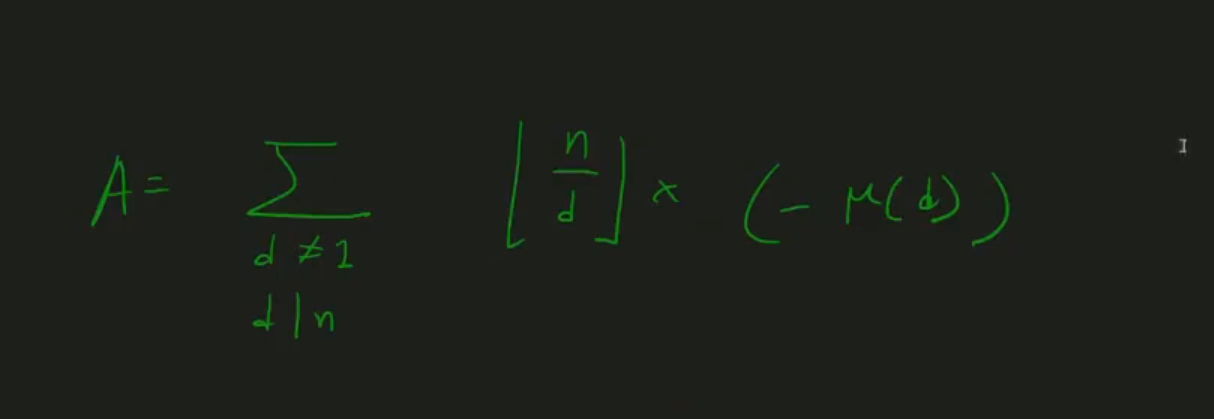 A = ∑ ⌊n/d⌋ × (- μ(d))
d ≠ 1
d | n